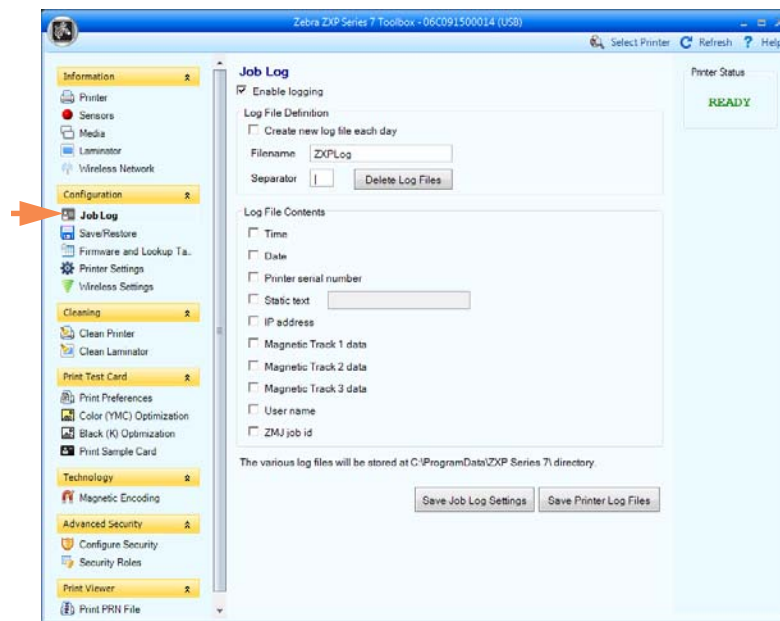 Zebra ZXP Series 7 Toolbox - 06C091500014 (USB)
Select Printer Refresh ? Help
Information
Printer
Sensors
Media
Laminator
Wireless Network
Configuration
Job Log
Save/Restore
Firmware and Lookup Ta..
Printer Settings
Wireless Settings
Cleaning
Clean Printer
Clean Laminator
Print Test Card
Print Preferences
Color (YMC) Optimization
Black (K) Optimization
Print Sample Card
Technology
Magnetic Encoding
Advanced Security
Configure Security
Security Roles
Print Viewer
Print PRN File
Job Log
Enable logging
Log File Definition
Create new log file each day
Filename ZXPLog
Separator | Delete Log Files
Log File Contents
Time
Date
Printer serial number
Static text
IP address
Magnetic Track 1 data
Magnetic Track 2 data
Magnetic Track 3 data
User name
ZMJ job id
The various log files will be stored at C:\ProgramData\ZXP Series 7\ directory.
Save Job Log Settings Save Printer Log Files
Printer Status
READY